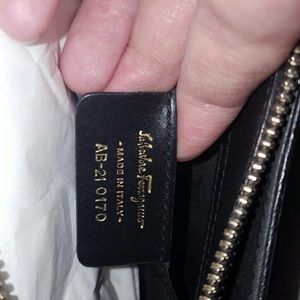 Salvatore Ferragamo
- MADE IN ITALY -
AB-21 0170